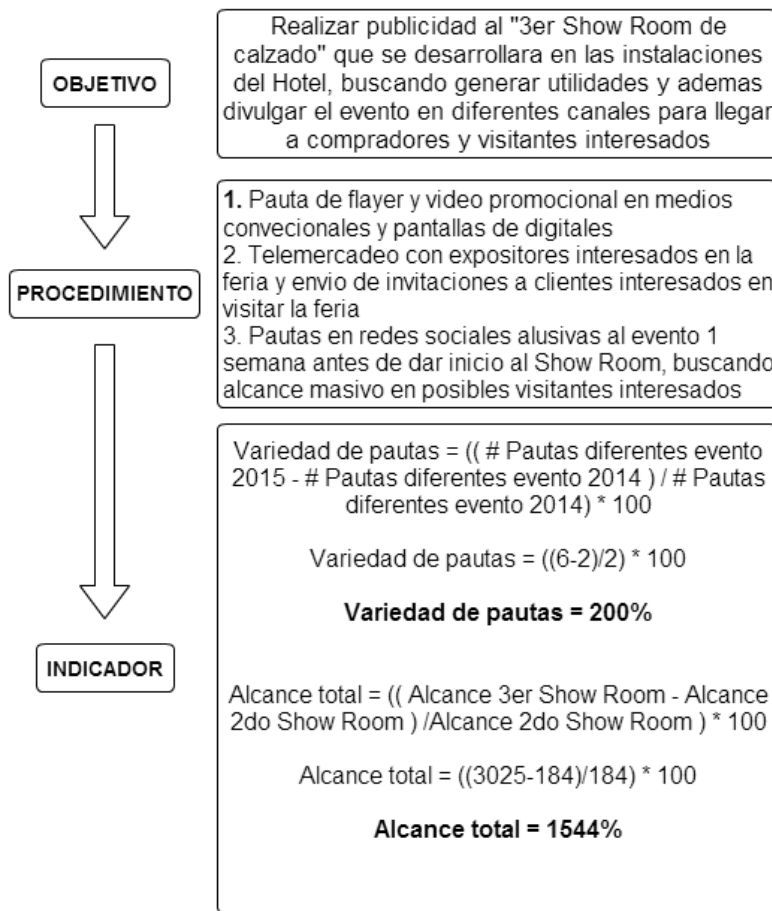 OBJETIVO
Realizar publicidad al "3er Show Room de
calzado" que se desarrollara en las instalaciones
del Hotel, buscando generar utilidades y ademas
divulgar el evento en diferentes canales para llegar
a compradores y visitantes interesados
PROCEDIMIENTO
1. Pauta de flayer y video promocional en medios
convecionales y pantallas de digitales
2. Telemercadeo con expositores interesados en la
feria y envio de invitaciones a clientes interesados en
visitar la feria
3. Pautas en redes sociales alusivas al evento 1
semana antes de dar inicio al Show Room, buscando
alcance masivo en posibles visitantes interesados
INDICADOR
Variedad de pautas = (( # Pautas diferentes evento
2015 - # Pautas diferentes evento 2014 ) / # Pautas
diferentes evento 2014) * 100
Variedad de pautas = ((6-2)/2) * 100
Variedad de pautas = 200%
Alcance total = (( Alcance 3er Show Room - Alcance
2do Show Room ) /Alcance 2do Show Room ) * 100
Alcance total = ((3025-184)/184) * 100
Alcance total = 1544%